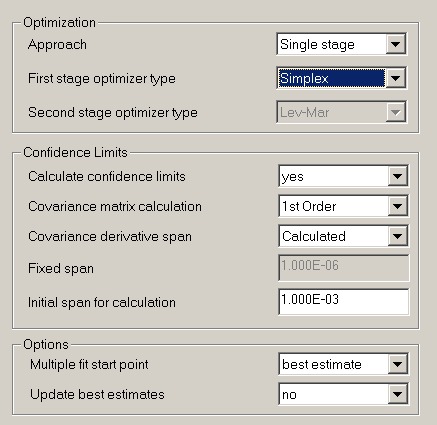 Optimization
Approach Single stage
First stage optimizer type Simplex
Second stage optimizer type Lev-Mar
Confidence Limits
Calculate confidence limits yes
Covariance matrix calculation 1st Order
Covariance derivative span Calculated
Fixed span 1.000E-06
Initial span for calculation 1.000E-03
Options
Multiple fit start point best estimate
Update best estimates no